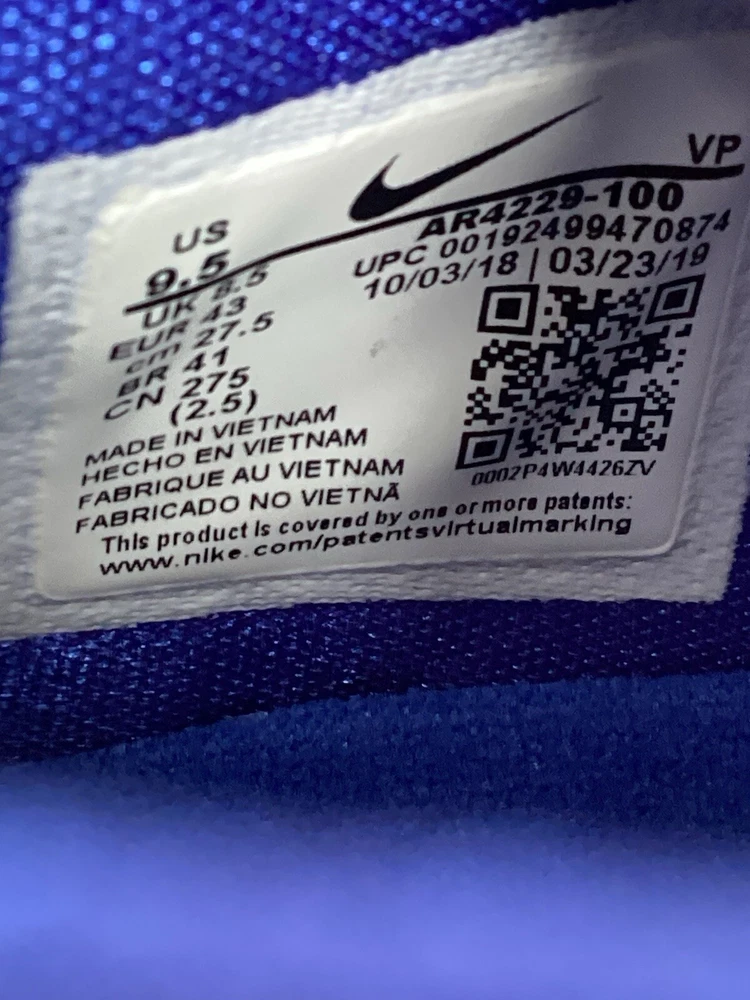 VP
AR4229-100
UPC 00192499470874
10/03/18 | 03/23/19
US
9.5
UK 8.5
EUR 43
cm 27.5
BR 41
CN 275
(2.5)
MADE IN VIETNAM
HECHO EN VIETNAM
FABRIQUE AU VIETNAM
FABRICADO NO VIETNÃ
0002P4W4426ZV
This product is covered by one or more patents:
www.nike.com/patentsvirtualmarking